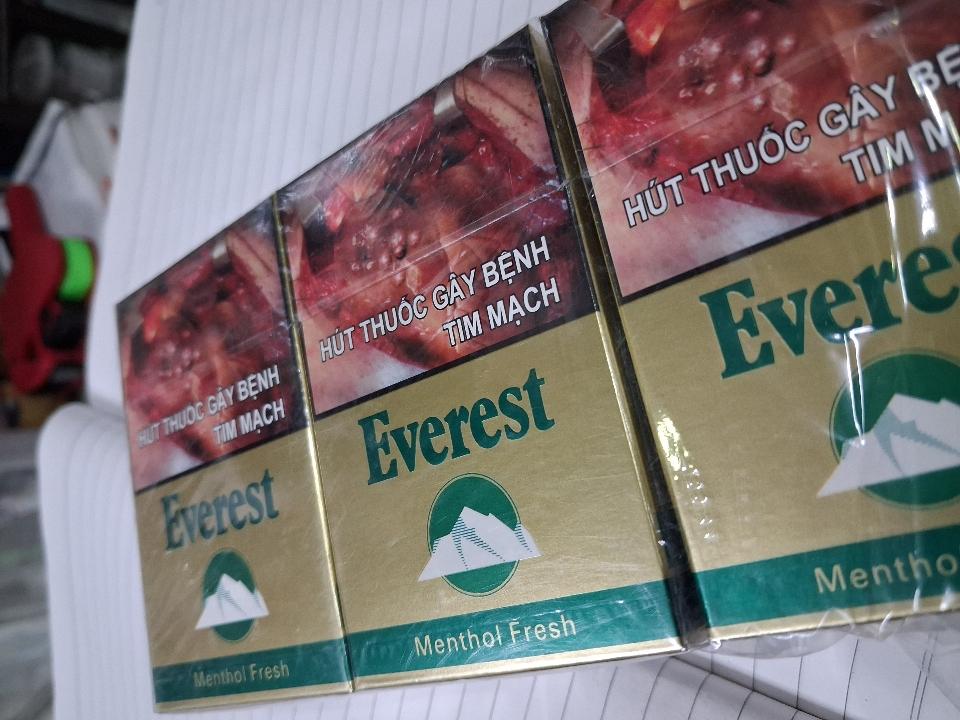 HÚT THUỐC GÂY BỆNH
TIM MẠCH
Everest
Menthol Fresh
HÚT THUỐC GÂY BỆNH
TIM MẠCH
Everest
Menthol Fresh
HÚT THUỐC GÂY BỆ
TIM M
Everes
Mentho